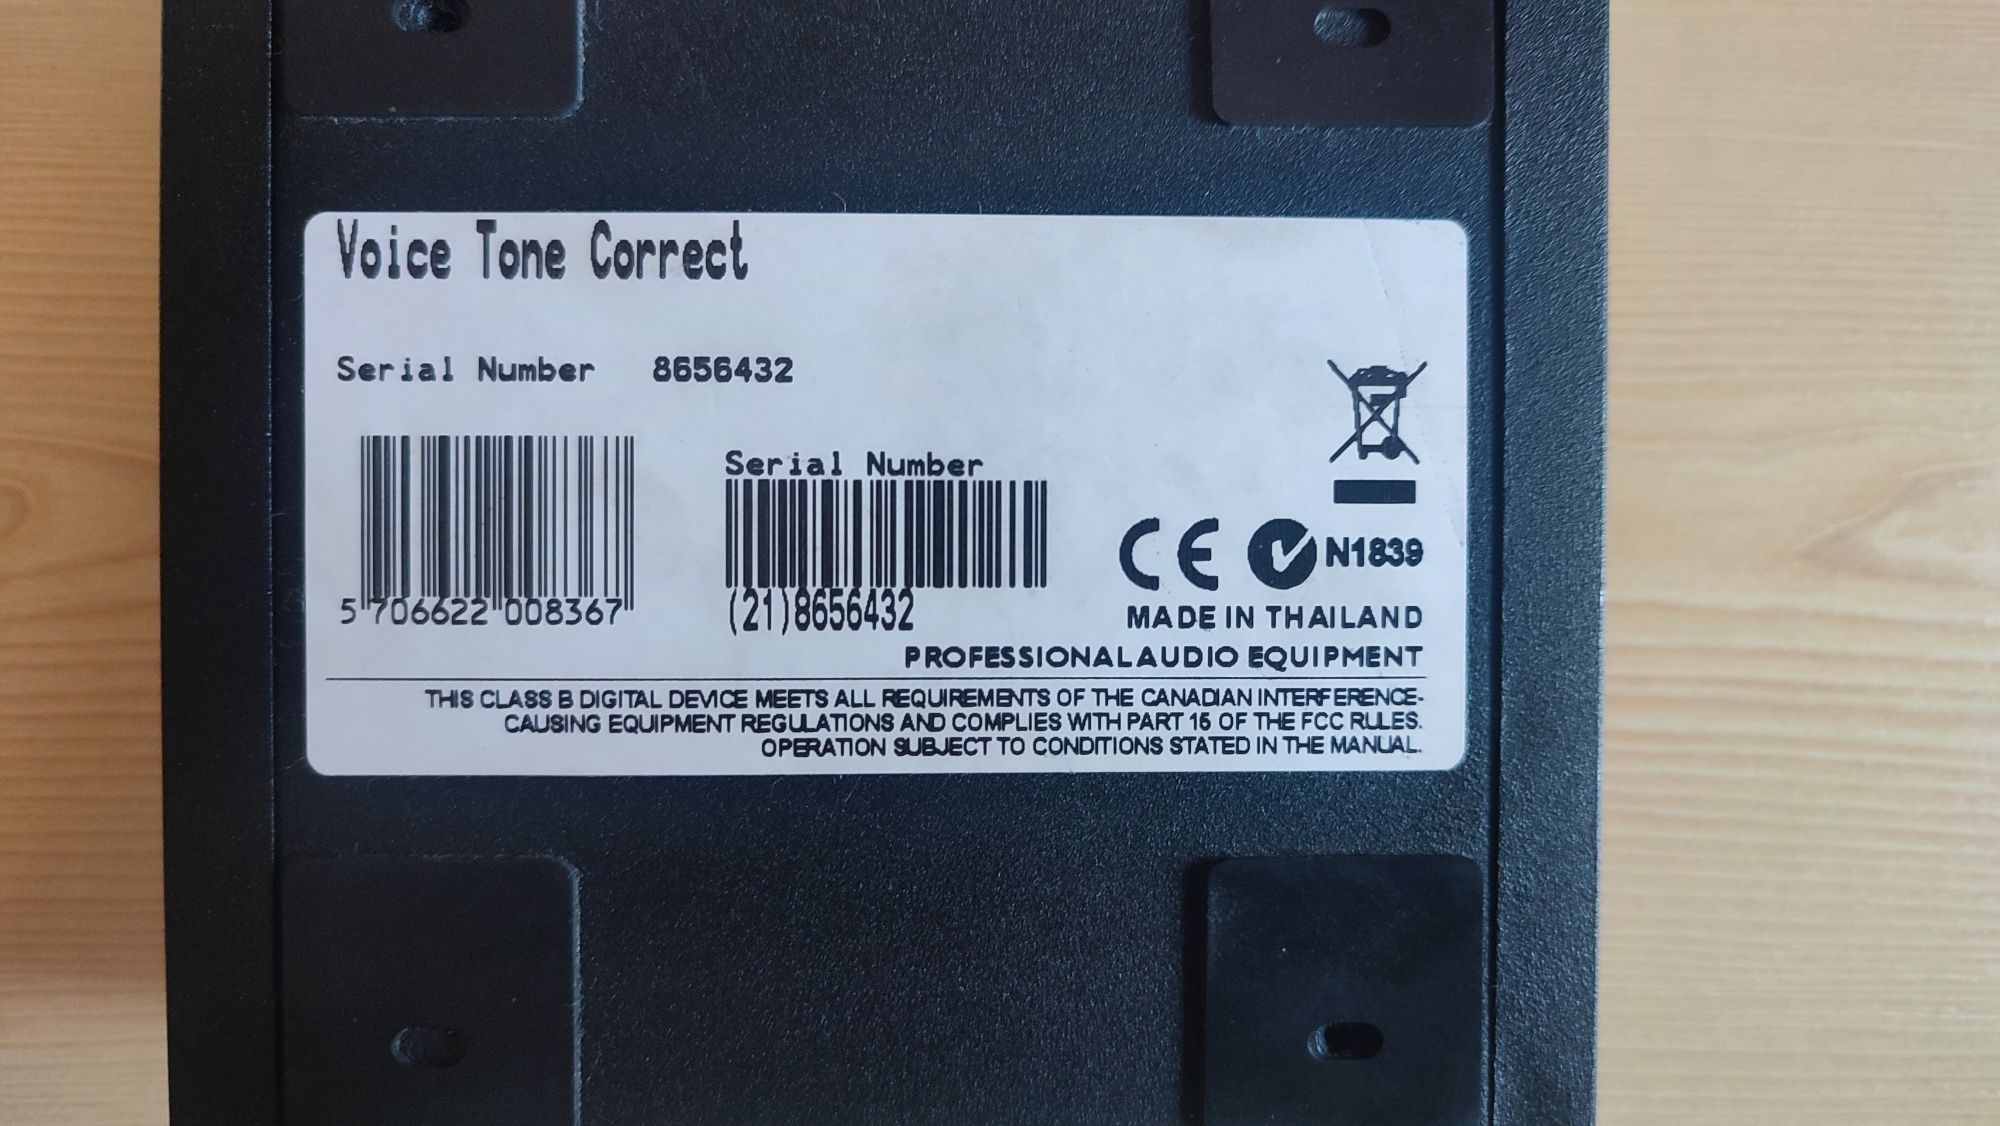 Voice Tone Correct
Serial Number 8656432
Serial Number
5 706622 008367
(21)8656432
CE N1839
MADE IN THAILAND
PROFESSIONAL AUDIO EQUIPMENT
THIS CLASS B DIGITAL DEVICE MEETS ALL REQUIREMENTS OF THE CANADIAN INTERFERENCE-
CAUSING EQUIPMENT REGULATIONS AND COMPLIES WITH PART 15 OF THE FCC RULES.
OPERATION SUBJECT TO CONDITIONS STATED IN THE MANUAL.